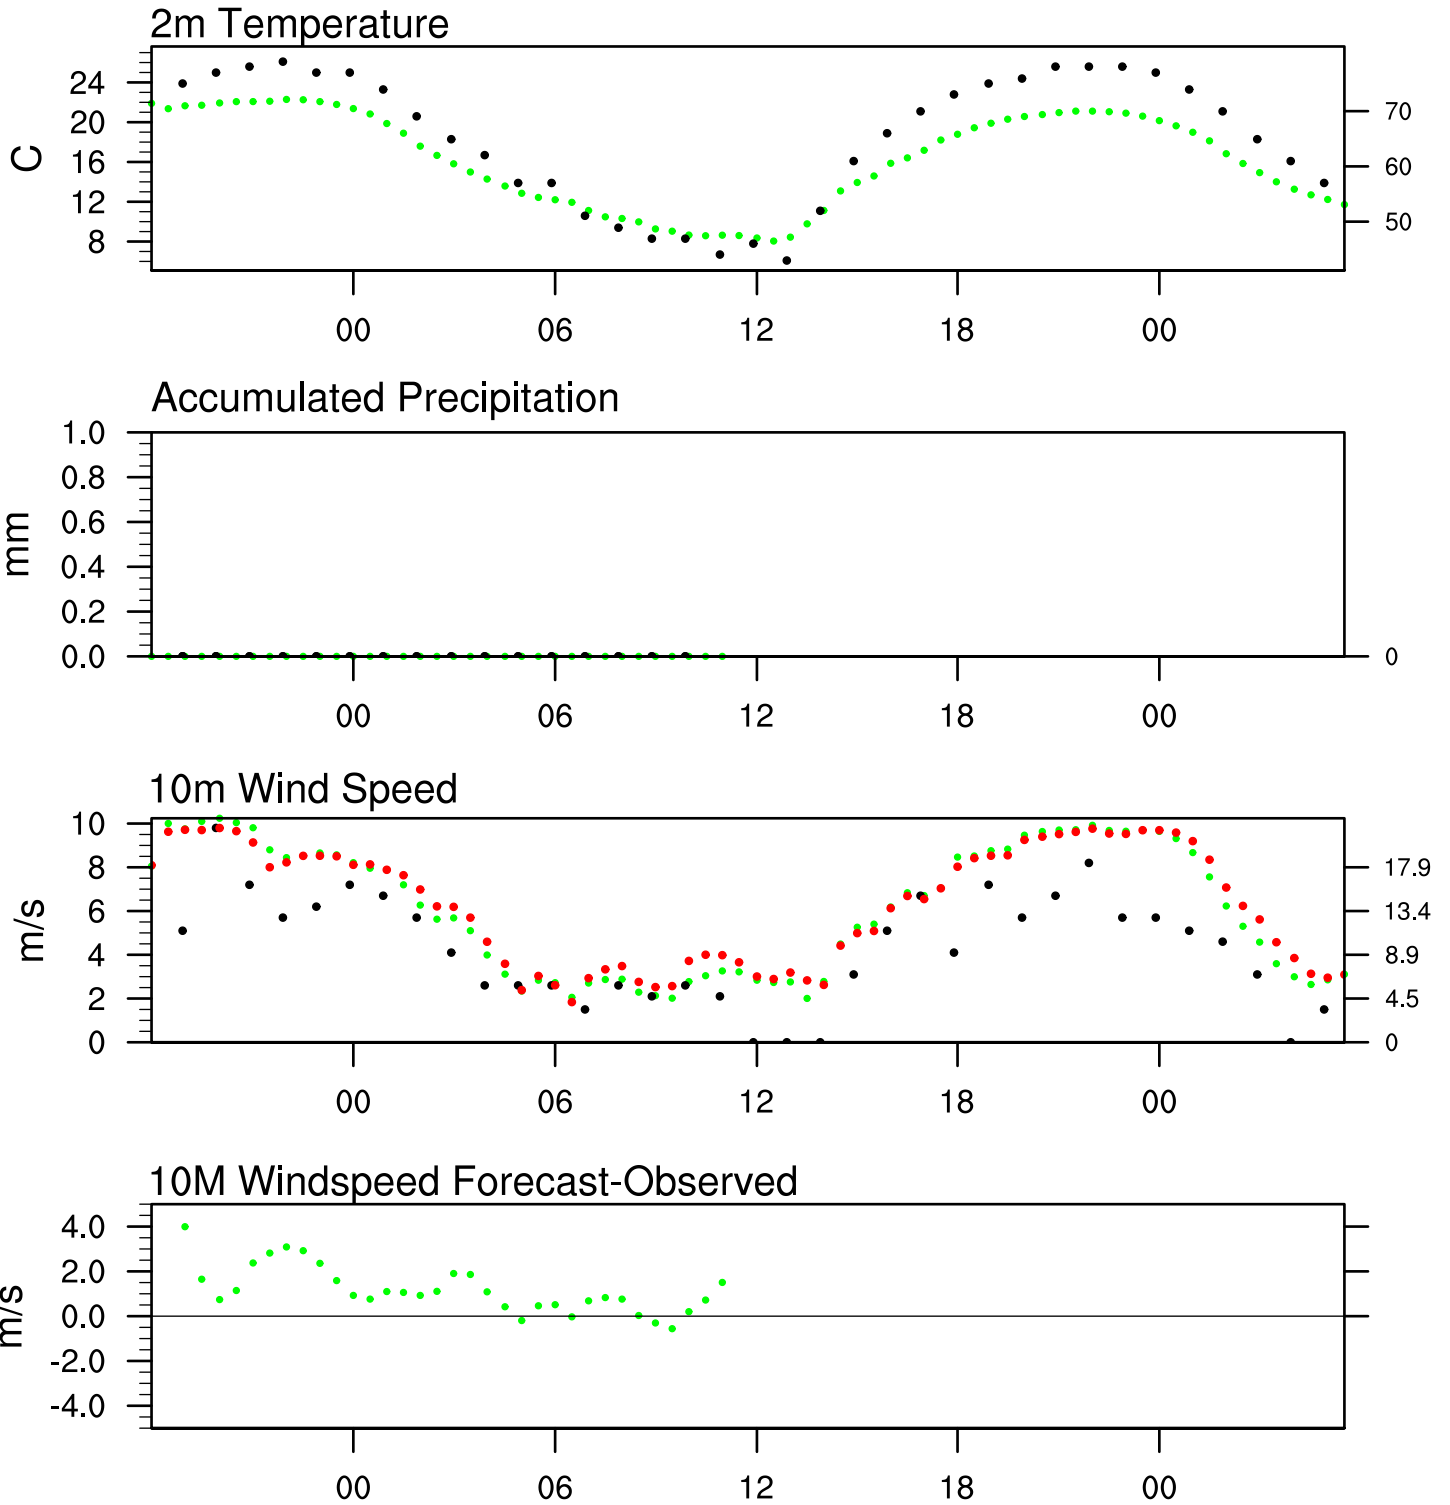 2m Temperature
24
20
16
12
8
C
70
60
50
00 06 12 18 00
Accumulated Precipitation
1.0
0.8
0.6
0.4
0.2
0.0
mm
0
00 06 12 18 00
10m Wind Speed
10
8
6
4
2
0
m/s
17.9
13.4
8.9
4.5
0
00 06 12 18 00
10M Windspeed Forecast-Observed
4.0
2.0
0.0
-2.0
-4.0
m/s
00 06 12 18 00